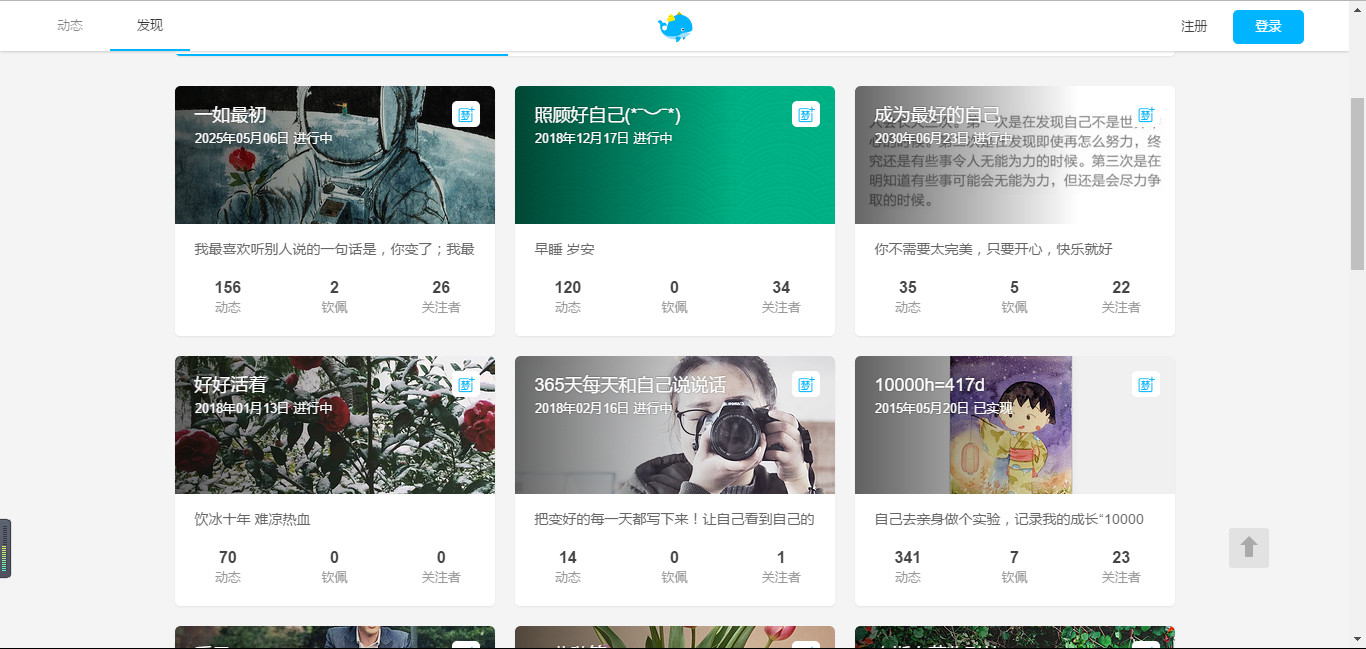 动态
发现
注册
登录
一如最初
2025年05月06日 进行中
我最喜欢听别人说的一句话是，你变了；我最
156
2
26
动态
钦佩
关注者
照顾好自己(*˘︶˘*)
2018年12月17日 进行中
早睡 岁安
120
0
34
动态
钦佩
关注者
成为最好的自己
2030年06月23日 进行中
次是在发现自己不是世
再怎么努力，终
究还是有些事令人无能为力的时候。第三次是在
明知道有些事可能会无能为力，但还是会尽力争
取的时候。
你不需要太完美，只要开心，快乐就好
35
5
22
动态
钦佩
关注者
好好活着
2018年01月13日 进行中
饮冰十年 难凉热血
70
0
0
动态
钦佩
关注者
365天每天和自己说说话
2018年02月16日 进行中
把变好的每一天都写下来！让自己看到自己的
14
0
1
动态
钦佩
关注者
10000h=417d
2015年05月20日 已实现
自己去亲身做个实验，记录我的成长“10000
341
7
23
动态
钦佩
关注者